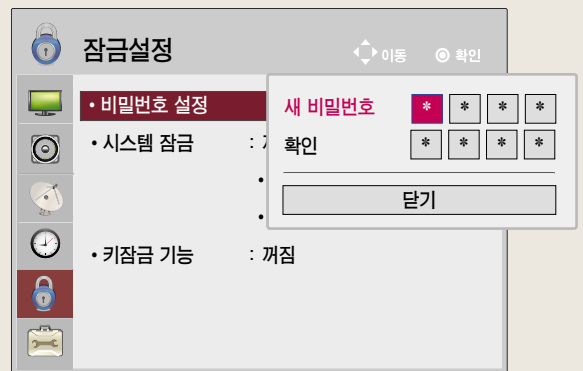 잠금설정
이동 확인
• 비밀번호 설정
• 시스템 잠금 :
•
•
• 키잠금 기능 : 꺼짐
새 비밀번호 * * * *
확인 * * * *
닫기